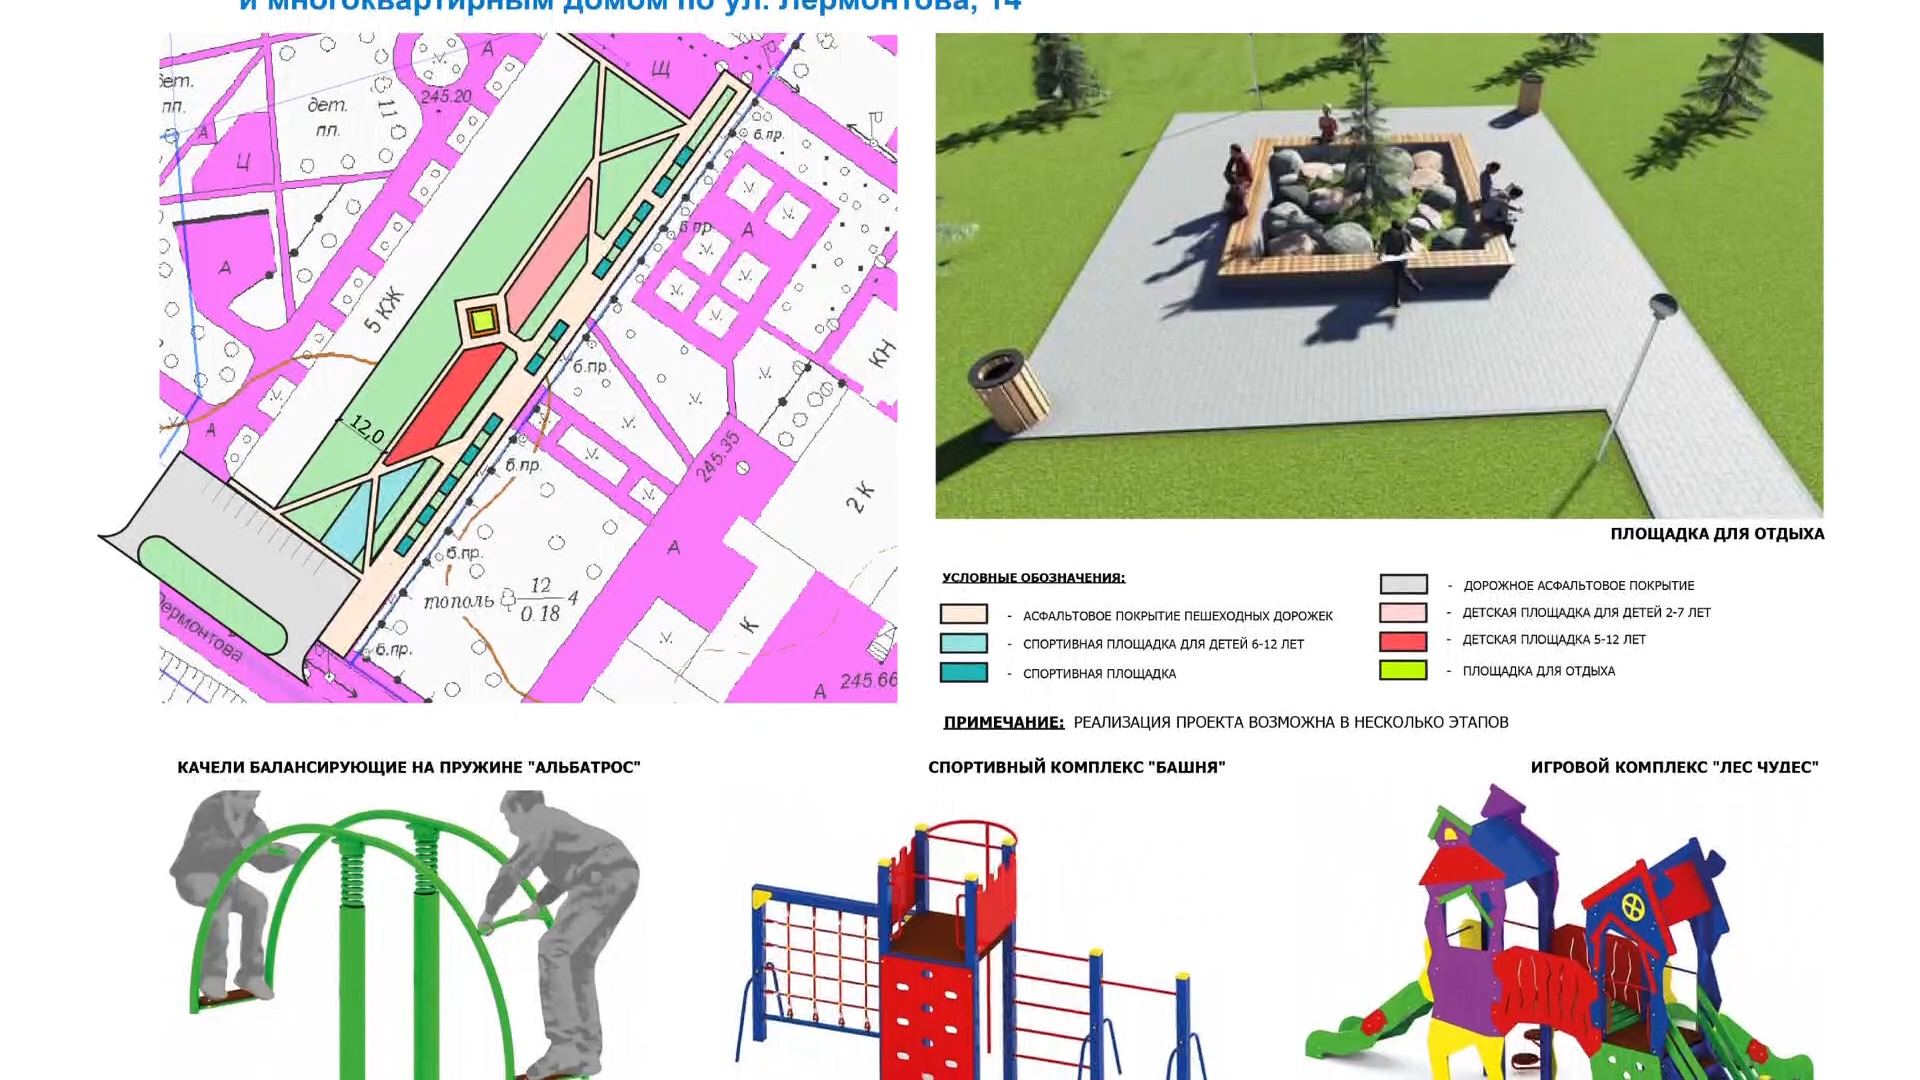 и многоквартирным домом по ул. Лермонтова, 14
Щ
А
дет.
пл.
245.20
дет.
пл.
11
А
Ц
б.пр.
б.пр.
А
А
5 КЖ
КН
б.пр.
12,0
А
б.пр.
245.35
2 К
б.пр.
А
тополь 12 4
0.18
Лермонтова
б.пр.
К
А 245.66
ПЛОЩАДКА ДЛЯ ОТДЫХА
УСЛОВНЫЕ ОБОЗНАЧЕНИЯ:
- АСФАЛЬТОВОЕ ПОКРЫТИЕ ПЕШЕХОДНЫХ ДОРОЖЕК
- СПОРТИВНАЯ ПЛОЩАДКА ДЛЯ ДЕТЕЙ 6-12 ЛЕТ
- СПОРТИВНАЯ ПЛОЩАДКА
- ДОРОЖНОЕ АСФАЛЬТОВОЕ ПОКРЫТИЕ
- ДЕТСКАЯ ПЛОЩАДКА ДЛЯ ДЕТЕЙ 2-7 ЛЕТ
- ДЕТСКАЯ ПЛОЩАДКА 5-12 ЛЕТ
- ПЛОЩАДКА ДЛЯ ОТДЫХА
ПРИМЕЧАНИЕ: РЕАЛИЗАЦИЯ ПРОЕКТА ВОЗМОЖНА В НЕСКОЛЬКО ЭТАПОВ
КАЧЕЛИ БАЛАНСИРУЮЩИЕ НА ПРУЖИНЕ "АЛЬБАТРОС"
СПОРТИВНЫЙ КОМПЛЕКС "БАШНЯ"
ИГРОВОЙ КОМПЛЕКС "ЛЕС ЧУДЕС"